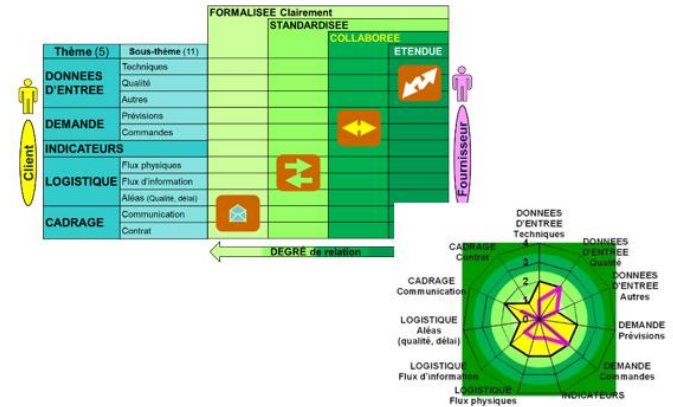 FORMALISEE Clairement
STANDARDISEE
COLLABOREE
ETENDUE
Thème (5)
Sous-thème (11)
DONNEES
D'ENTREE
Techniques
Qualité
Autres
DEMANDE
Prévisions
Commandes
INDICATEURS
LOGISTIQUE
Flux physiques
Flux d'information
Aléas (Qualité, délai)
CADRAGE
Communication
Contrat
Client
Fournisseur
DEGRÉ de relation
DONNEES
D'ENTREE
Techniques
DONNEES
D'ENTREE
Qualité
DONNEES
D'ENTREE
Autres
DEMANDE
Prévisions
DEMANDE
Commandes
INDICATEURS
LOGISTIQUE
Flux physiques
LOGISTIQUE
Flux d'information
LOGISTIQUE
Aléas
(qualité, délai)
CADRAGE
Communication
CADRAGE
Contrat
4
3
2
1
0